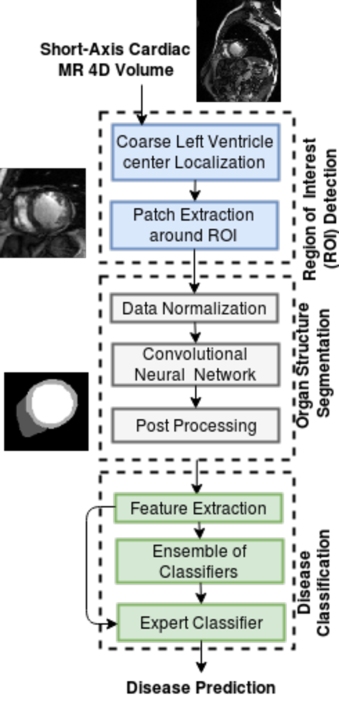 Short-Axis Cardiac
MR 4D Volume
Coarse Left Ventricle
center Localization
Patch Extraction
around ROI
Region of Interest
(ROI) Detection
Data Normalization
Convolutional
Neural Network
Post Processing
Organ Structure
Segmentation
Feature Extraction
Ensemble of
Classifiers
Expert Classifier
Disease
Classification
Disease Prediction